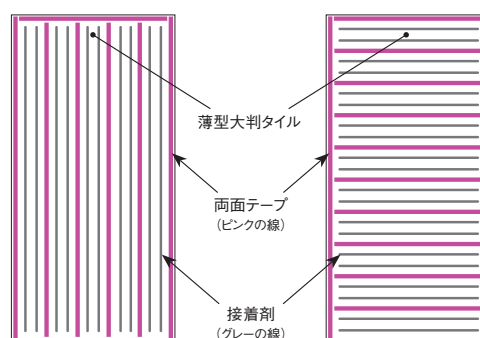 薄型大判タイル
両面テープ
（ピンクの線）
接着剤
（グレーの線）